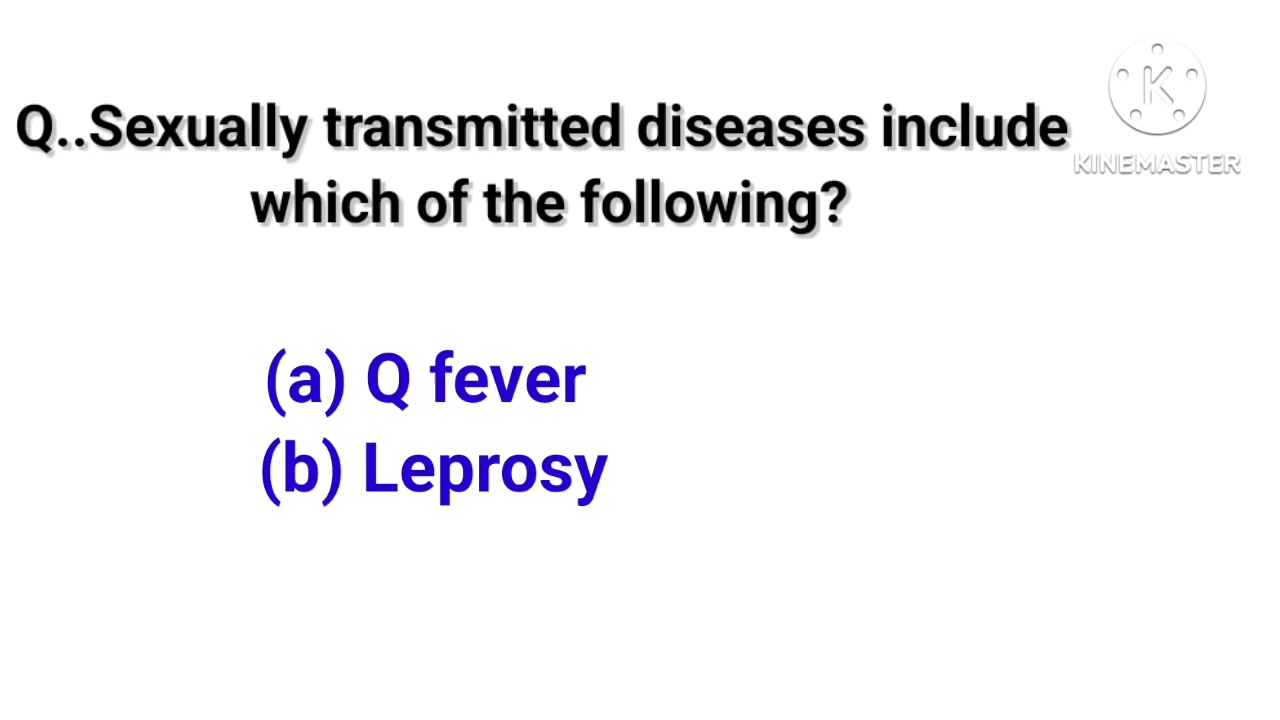 Q..Sexually transmitted diseases include
which of the following?
K
KINEMASTER
(a) Q fever
(b) Leprosy